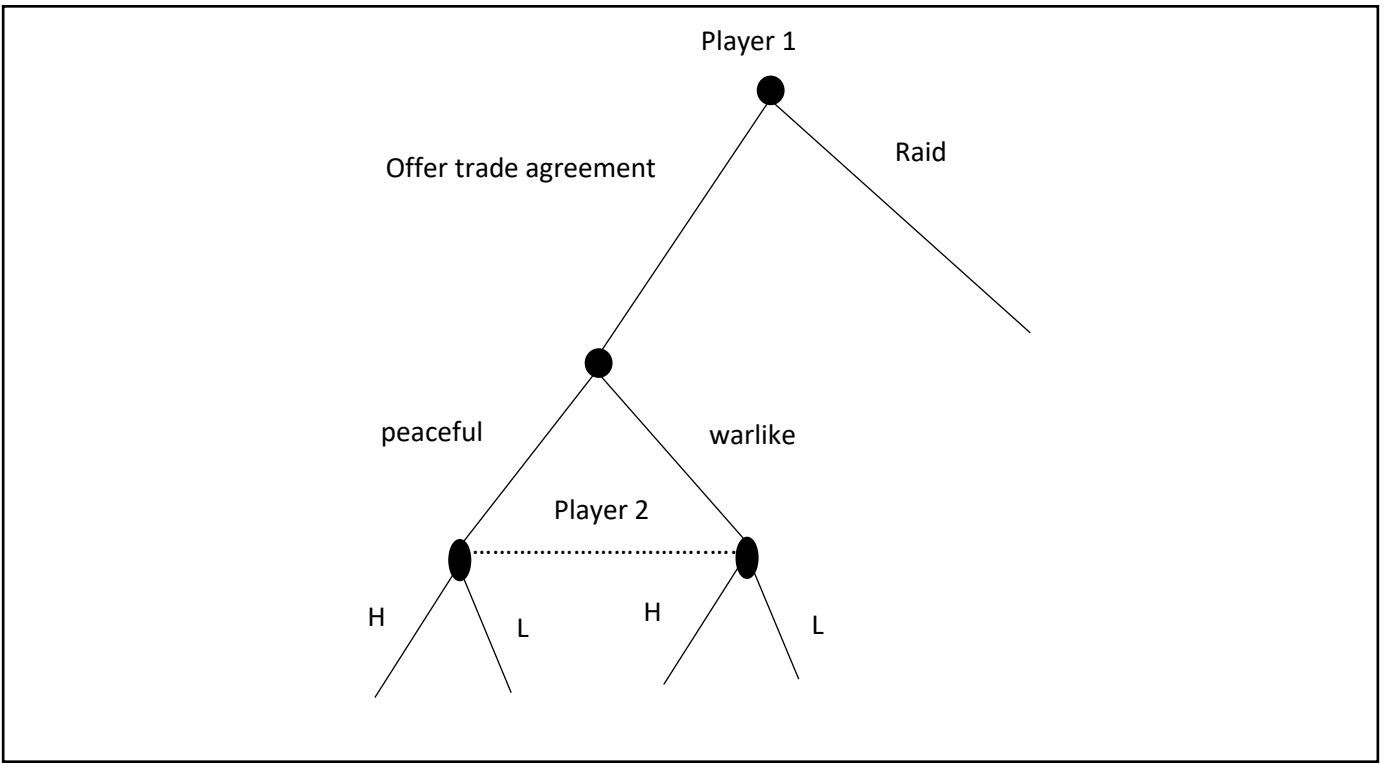 Player 1
Raid
Offer trade agreement
peaceful
warlike
Player 2
H
L
H
L